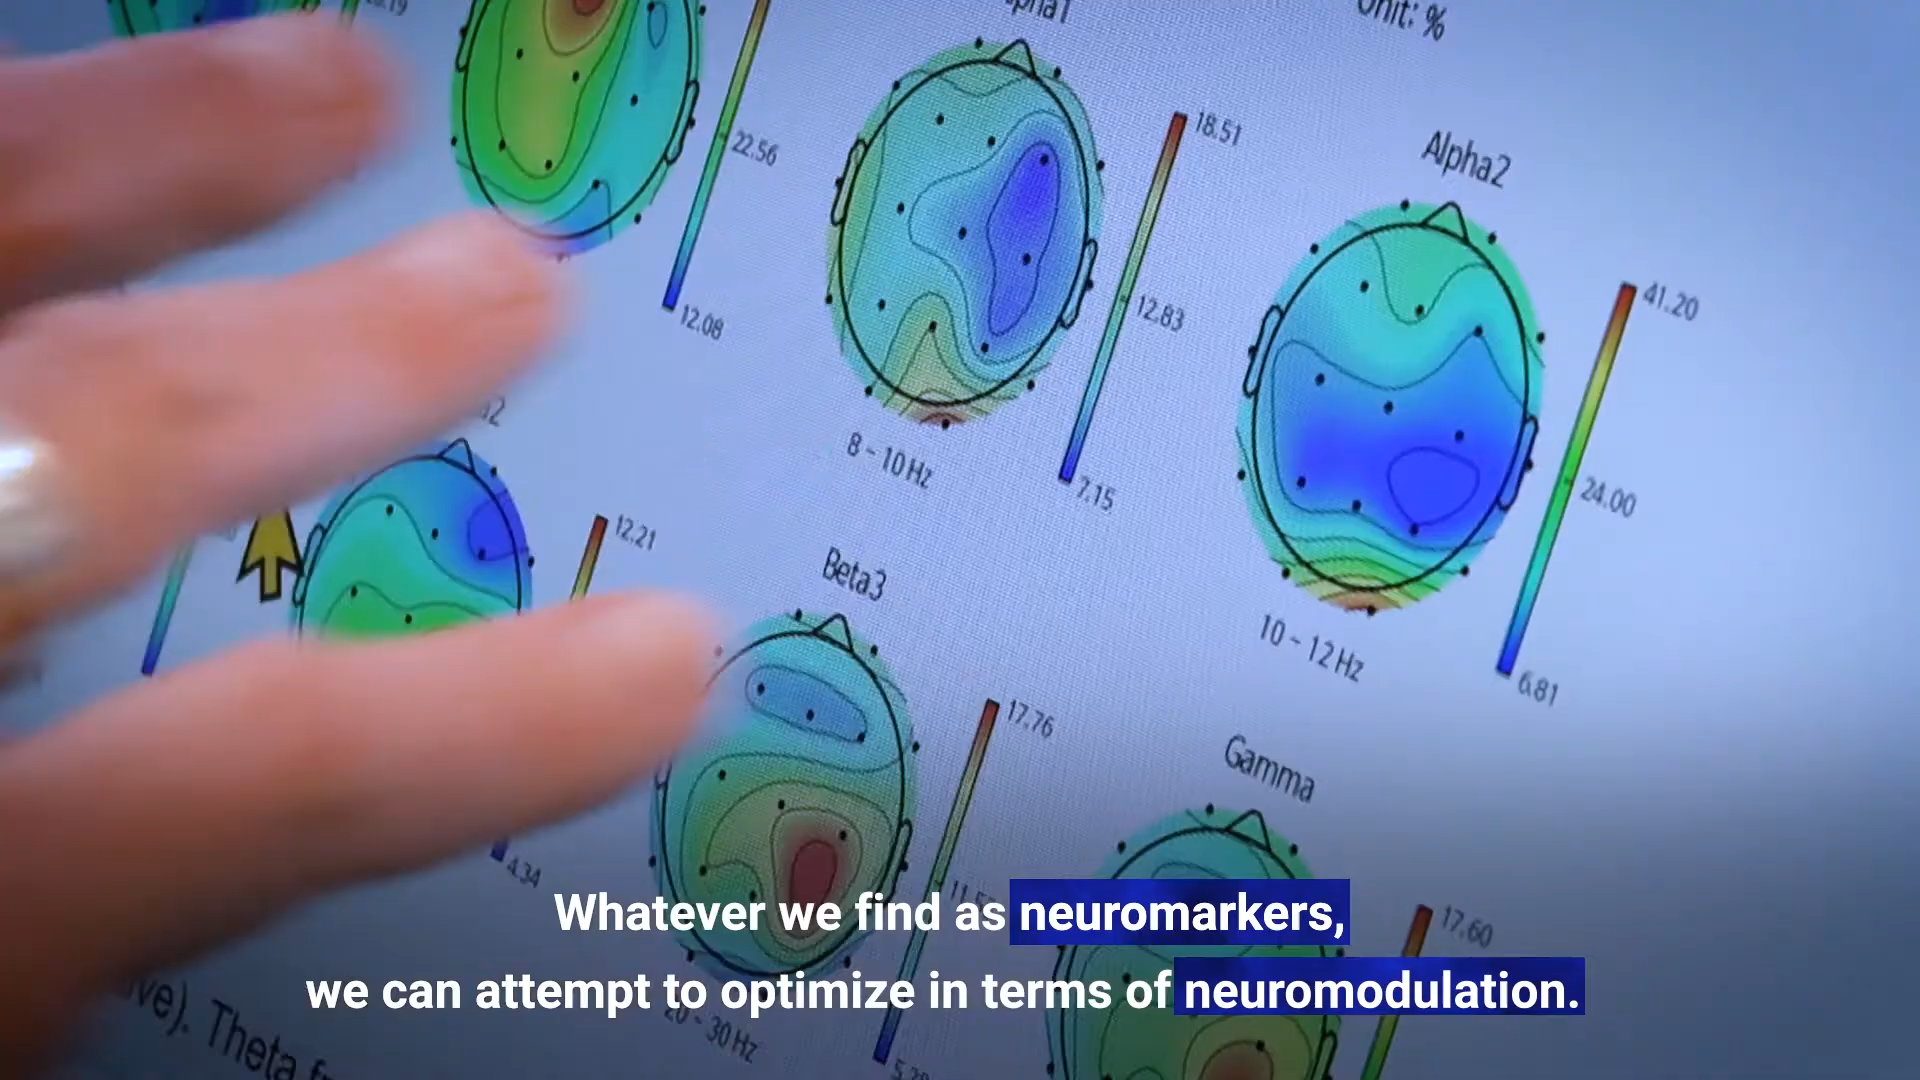 Unit: %
18.51
22.56
Alpha2
12.08
12.83
41.20
8 - 10 Hz
7.15
24.00
12.21
Beta3
10 - 12 Hz
6.81
17.76
Gamma
4.34
17.60
Whatever we find as neuromarkers,
we can attempt to optimize in terms of neuromodulation.
20 - 30 Hz
Theta